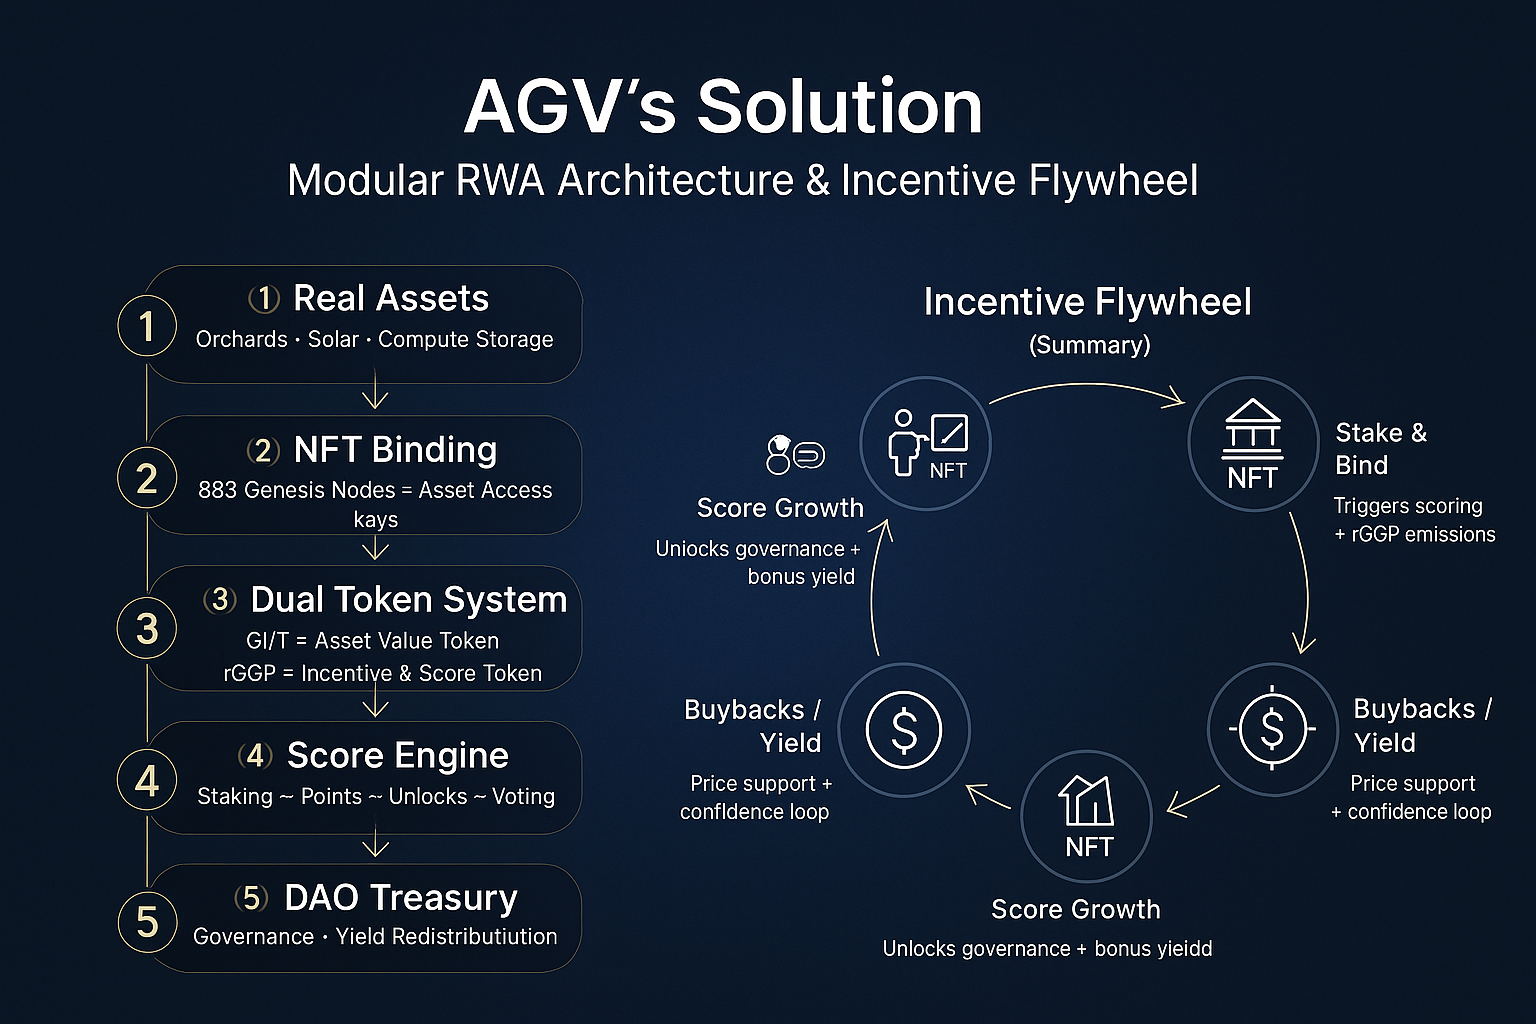 AGV's Solution
Modular RWA Architecture & Incentive Flywheel
1
(1) Real Assets
Orchards · Solar · Compute Storage
2
(2) NFT Binding
883 Genesis Nodes = Asset Access
kays
3
(3) Dual Token System
GI/T = Asset Value Token
rGGP = Incentive & Score Token
4
(4) Score Engine
Staking ~ Points ~ Unlocks ~ Voting
5
(5) DAO Treasury
Governance · Yield Redistributiution
Incentive Flywheel
(Summary)
NFT
NFT
Stake &
Bind
Triggers scoring
+ rGGP emissions
Score Growth
Uniocks governance +
bonus yield
$
Buybacks /
Yield
Price support
+ confidence loop
$
Buybacks /
Yield
Price support +
confldence loop
NFT
Score Growth
Unlocks governance + bonus yieidd